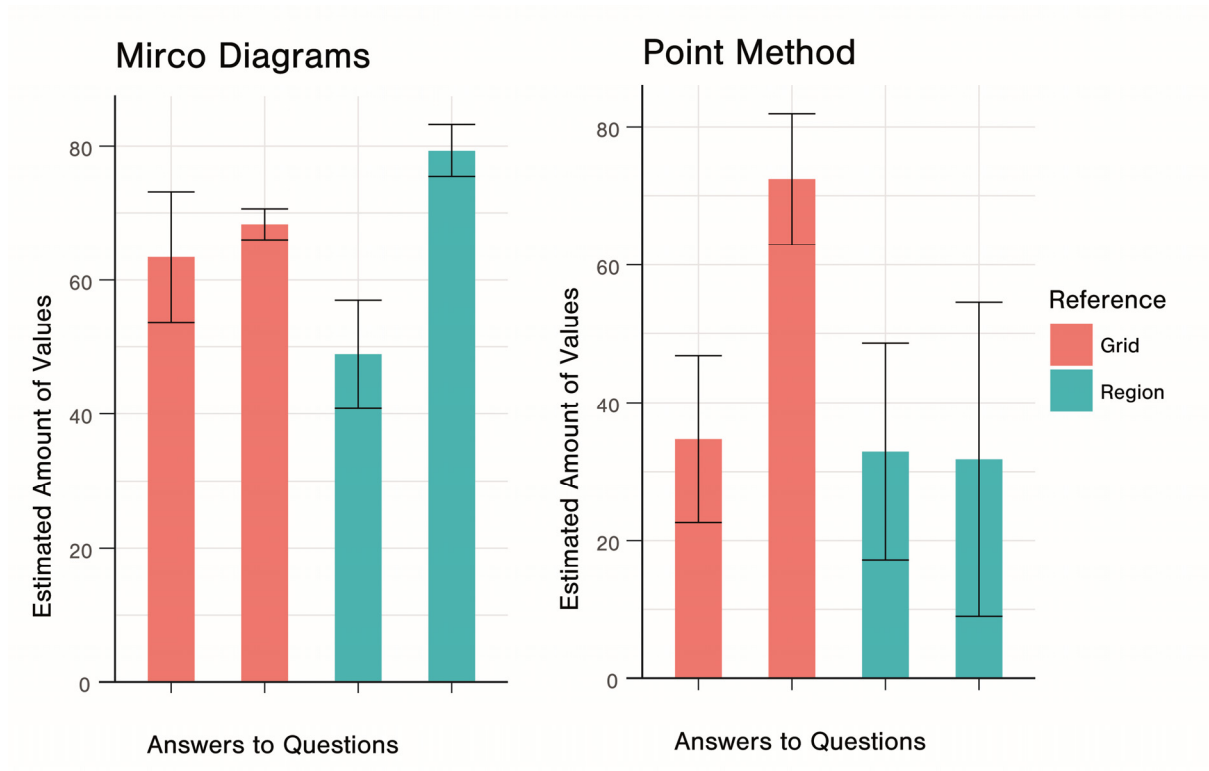 Mirco Diagrams
Estimated Amount of Values
80
60
40
20
0
Answers to Questions
Point Method
Estimated Amount of Values
80
60
40
20
0
Answers to Questions
Reference
Grid
Region